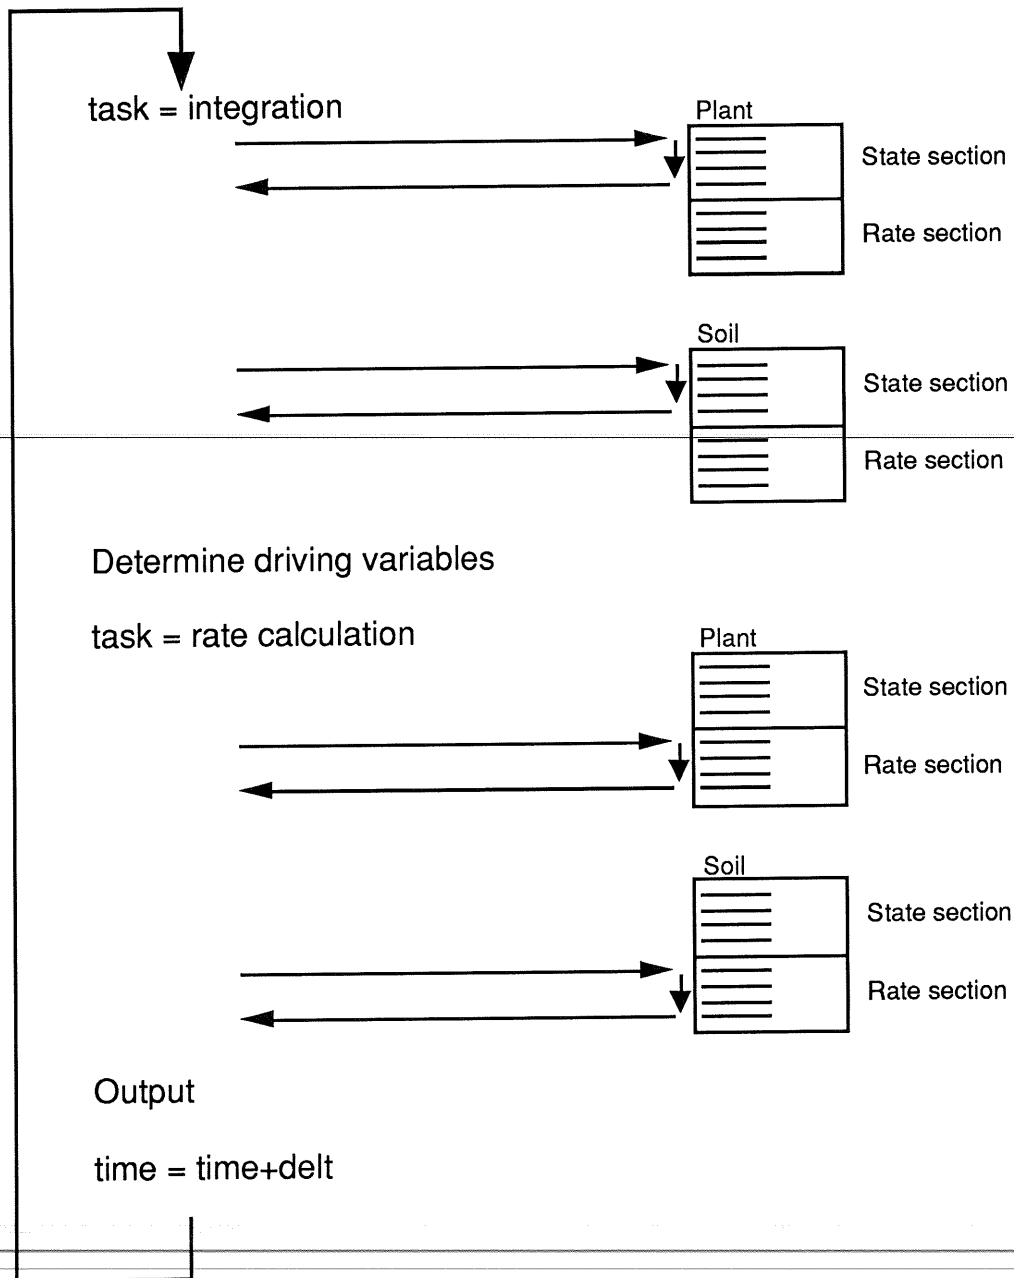 task = integration
Plant
State section
Rate section
Soil
State section
Rate section
Determine driving variables
task = rate calculation
Plant
State section
Rate section
Soil
State section
Rate section
Output
time = time+delt